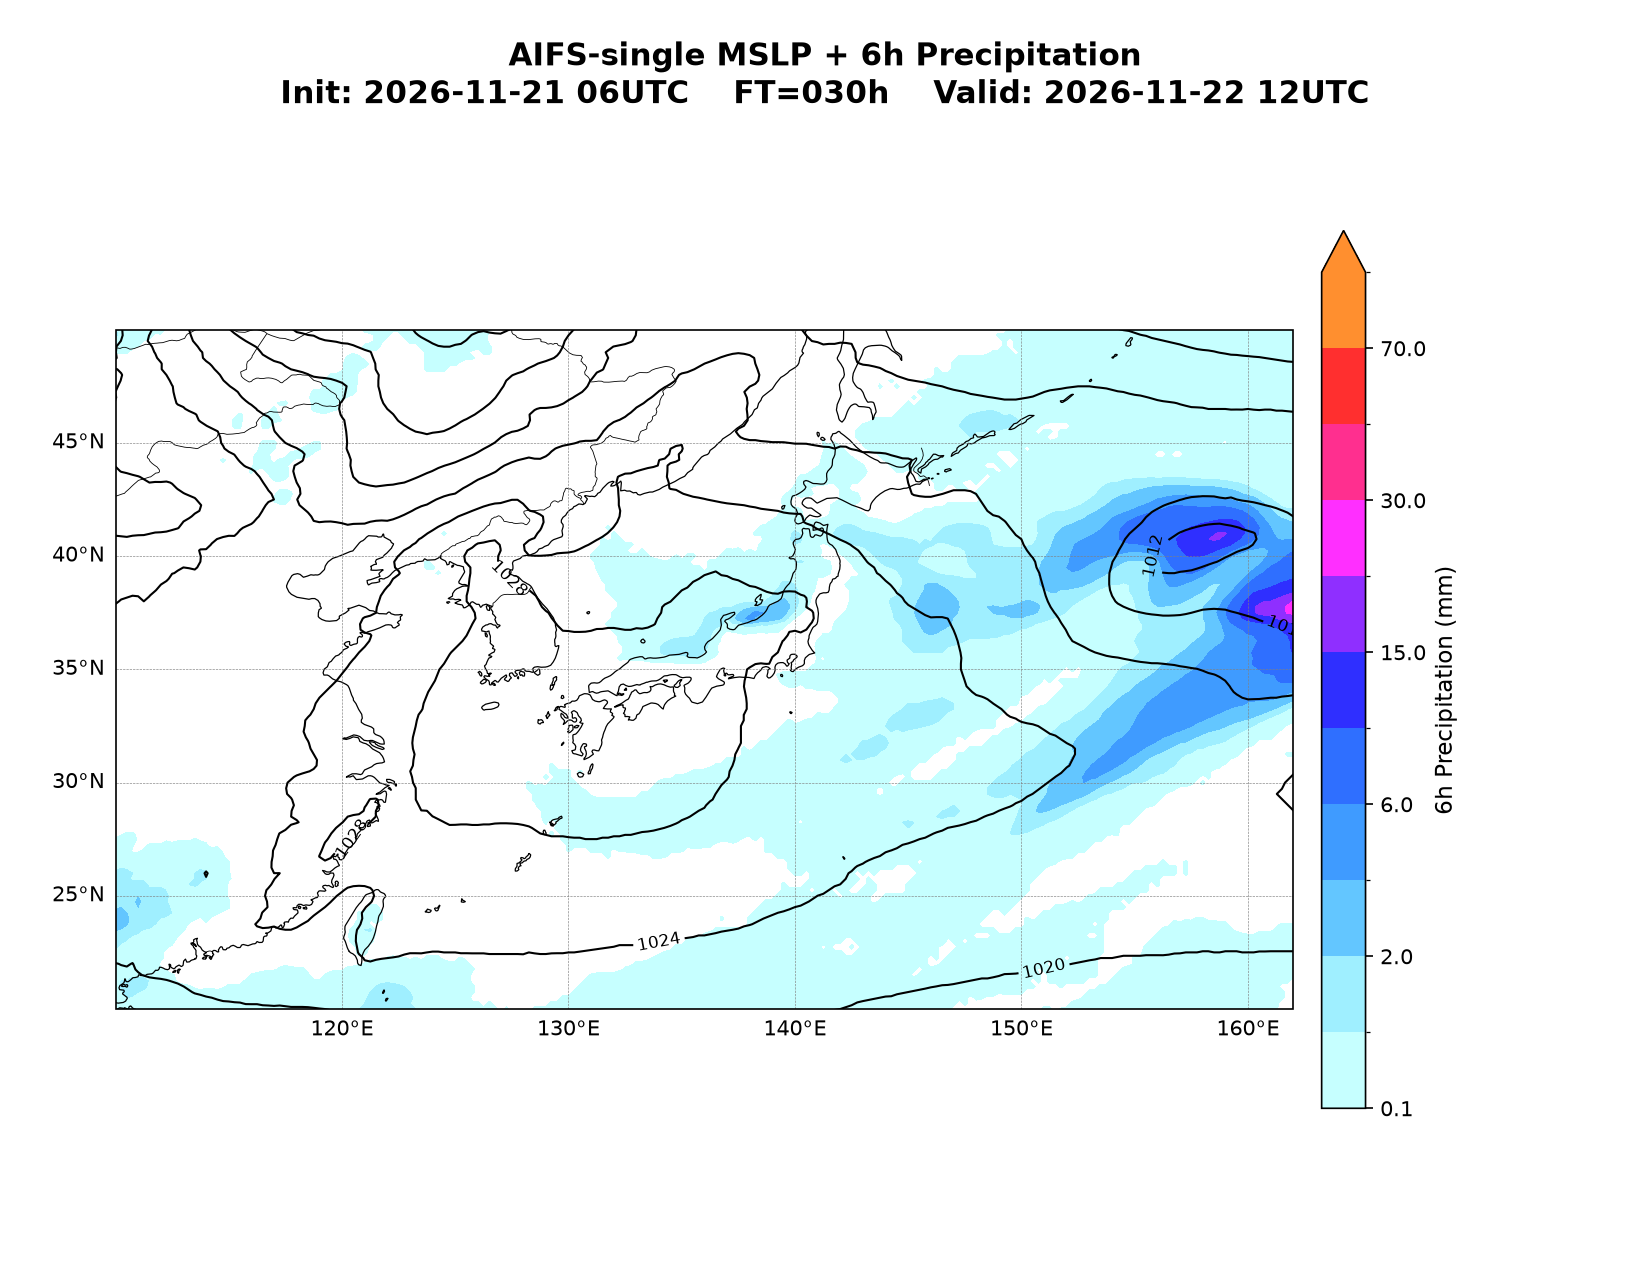 AIFS-single MSLP + 6h Precipitation
Init: 2026-11-21 06UTC    FT=030h    Valid: 2026-11-22 12UTC
70.0
30.0
15.0
6.0
2.0
0.1
6h Precipitation (mm)
45°N
40°N
35°N
30°N
25°N
1012
1028
1028
1024
1020
120°E
130°E
140°E
150°E
160°E